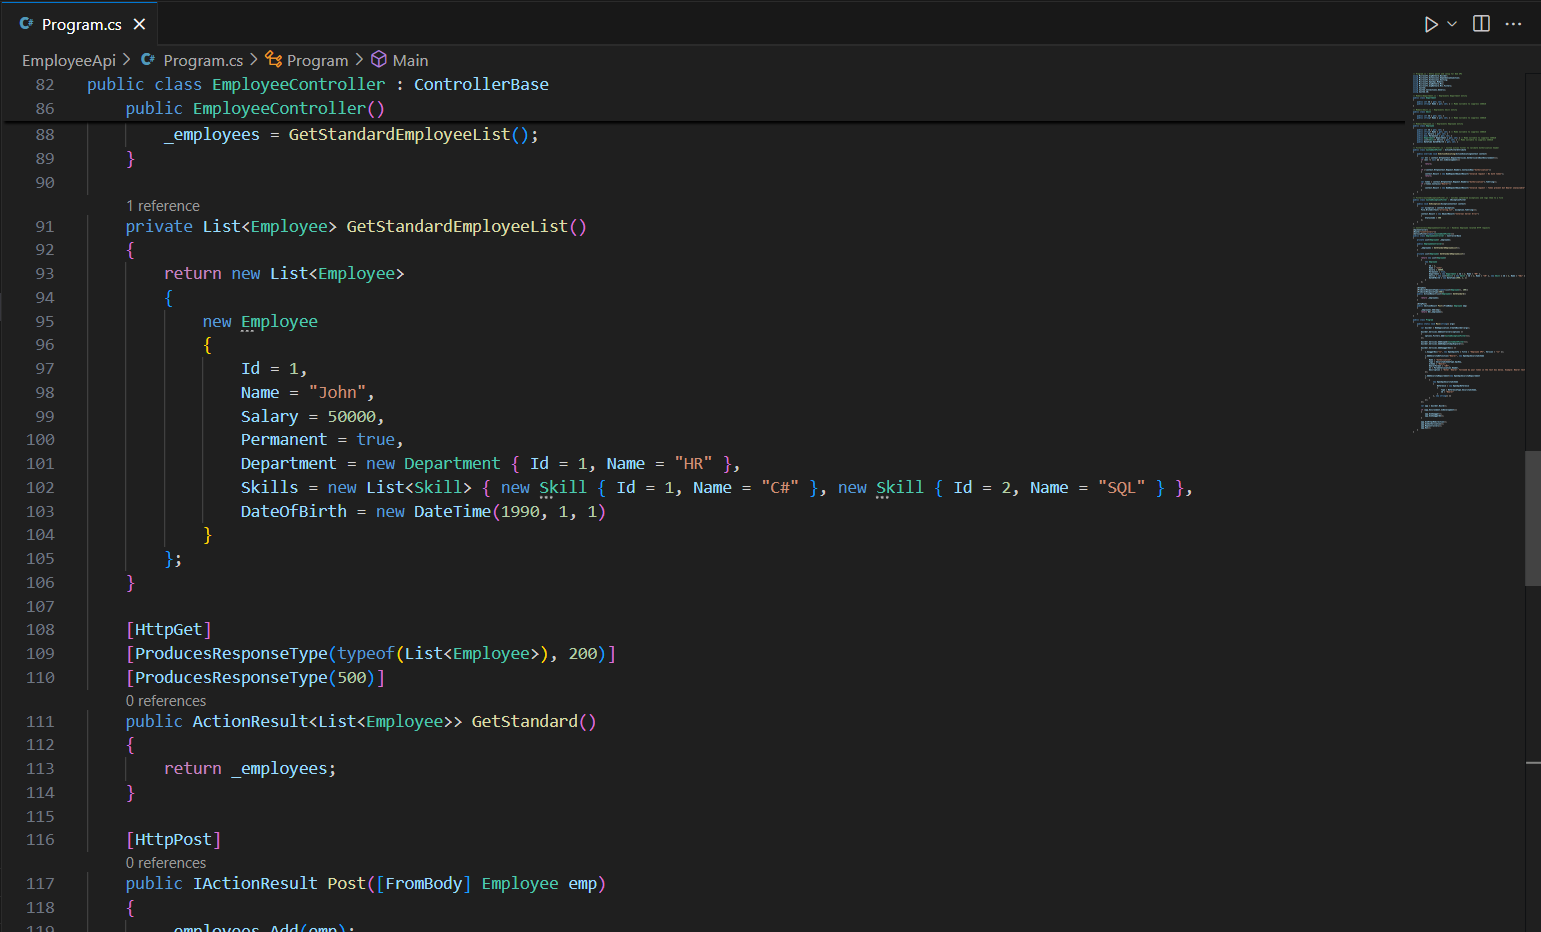 C# Program.cs ×
EmployeeApi > C# Program.cs > Program > Main
82 public class EmployeeController : ControllerBase
86 public EmployeeController()
88 _employees = GetStandardEmployeeList();
89 }
90
1 reference
91 private List<Employee> GetStandardEmployeeList()
92 {
93 return new List<Employee>
94 {
95 new Employee
96 {
97 Id = 1,
98 Name = "John",
99 Salary = 50000,
100 Permanent = true,
101 Department = new Department { Id = 1, Name = "HR" },
102 Skills = new List<Skill> { new Skill { Id = 1, Name = "C#" }, new Skill { Id = 2, Name = "SQL" } },
103 DateOfBirth = new DateTime(1990, 1, 1)
104 }
105 };
106 }
107
108 [HttpGet]
109 [ProducesResponseType(typeof(List<Employee>), 200)]
110 [ProducesResponseType(500)]
0 references
111 public ActionResult<List<Employee>> GetStandard()
112 {
113 return _employees;
114 }
115
116 [HttpPost]
0 references
117 public IActionResult Post([FromBody] Employee emp)
118 {
119 _employees.Add(emp);